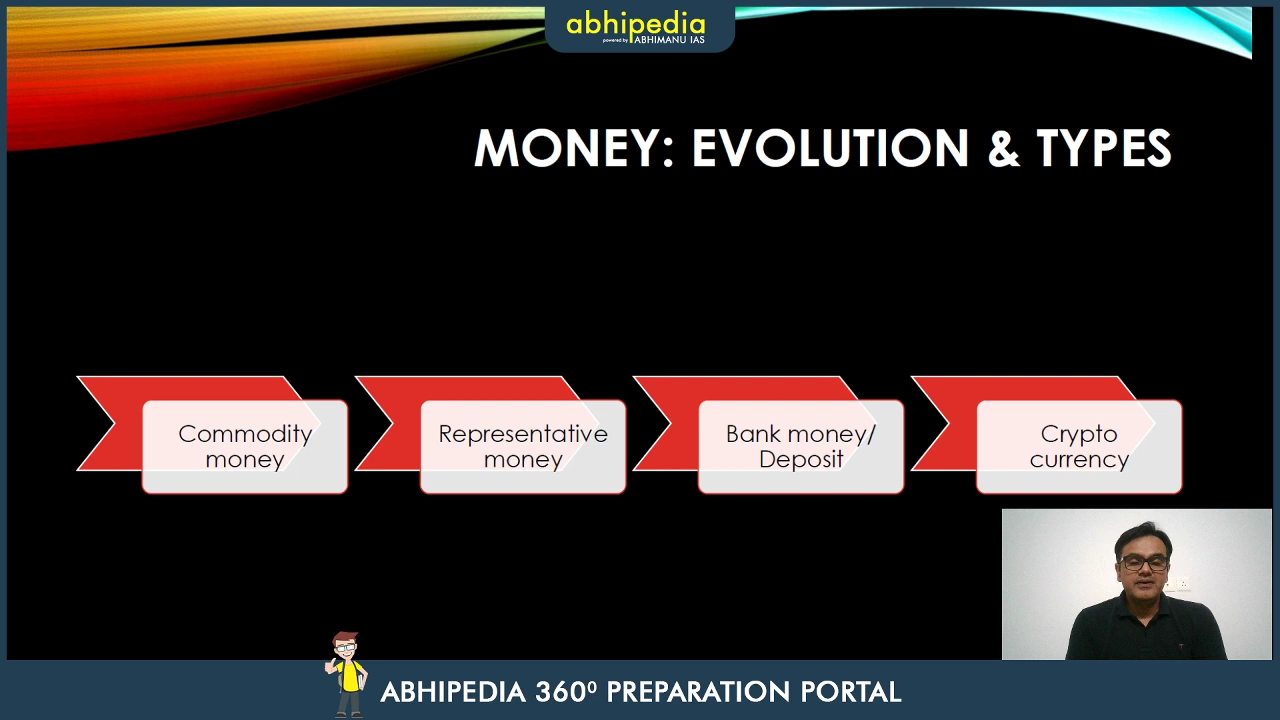 abhipedia
powered by ABHIMANU IAS
MONEY: EVOLUTION & TYPES
Commodity
money
Representative
money
Bank money/
Deposit
Crypto
currency
ABHIPEDIA 360⁰ PREPARATION PORTAL